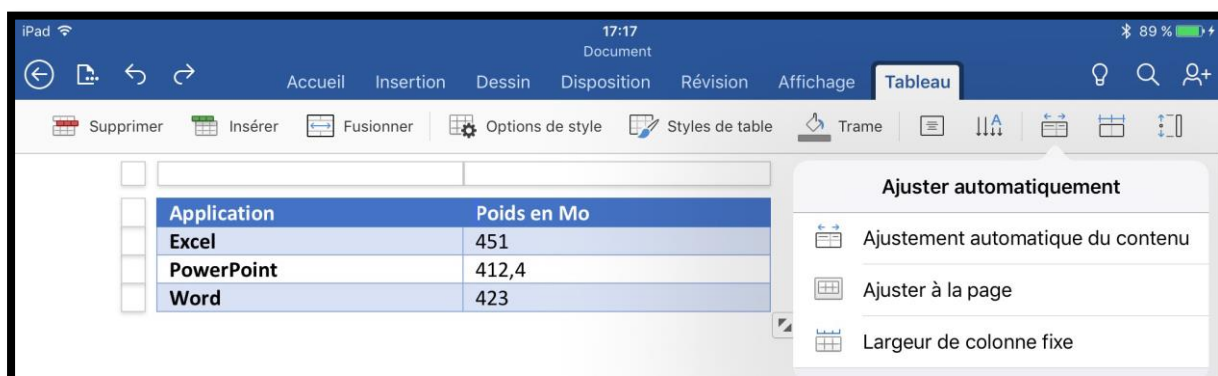 iPad 17:17 89 %
Document
Accueil Insertion Dessin Disposition Révision Affichage Tableau
Supprimer Insérer Fusionner Options de style Styles de table Trame
Ajuster automatiquement
Application Poids en Mo
Excel 451
PowerPoint 412,4
Word 423
Ajustement automatique du contenu
Ajuster à la page
Largeur de colonne fixe